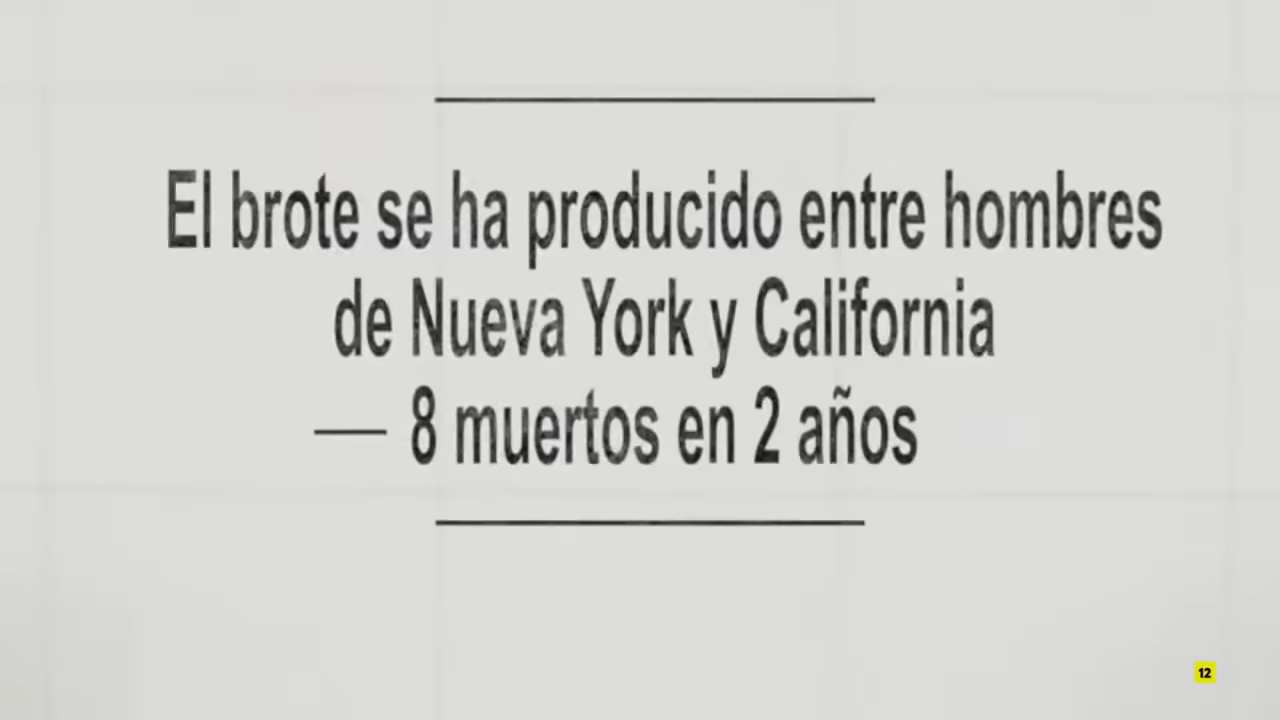 El brote se ha producido entre hombres
de Nueva York y California
— 8 muertos en 2 años
12